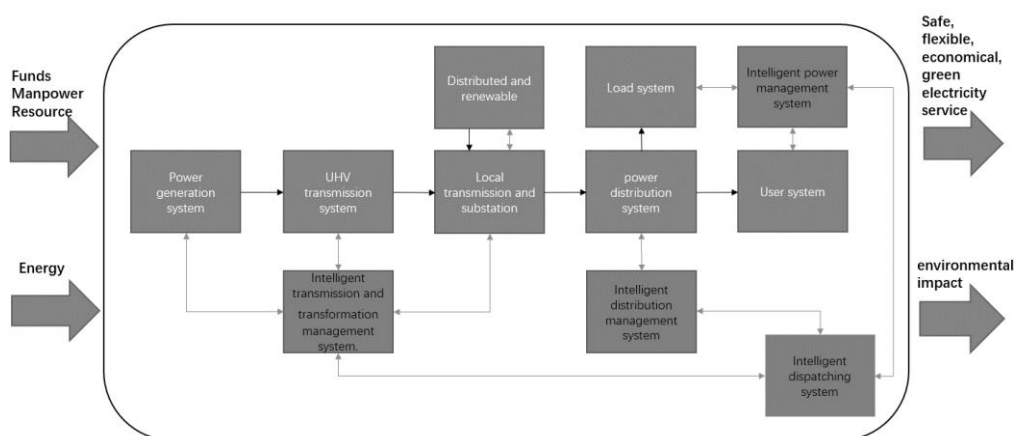 Funds
Manpower
Resource
Energy
Distributed and
renewable
Load system
Intelligent power
management
system
Power
generation
system
UHV
transmission
system
Local
transmission and
substation
power
distribution
system
User system
Intelligent
transmission and
transformation
management
system.
Intelligent
distribution
management
system
Intelligent
dispatching
system
Safe,
flexible,
economical,
green
electricity
service
environmental
impact